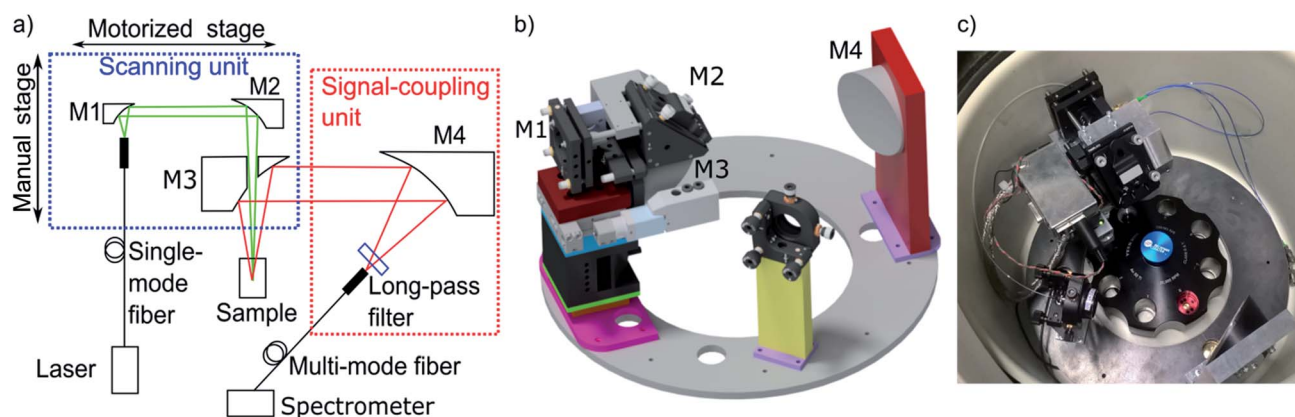 a)
Motorized stage
Manual stage
Scanning unit
M1
M2
M3
Signal-coupling
unit
M4
Single-
mode
fiber
Sample
Long-pass
filter
Multi-mode fiber
Laser
Spectrometer
b)
M1
M2
M3
M4
c)